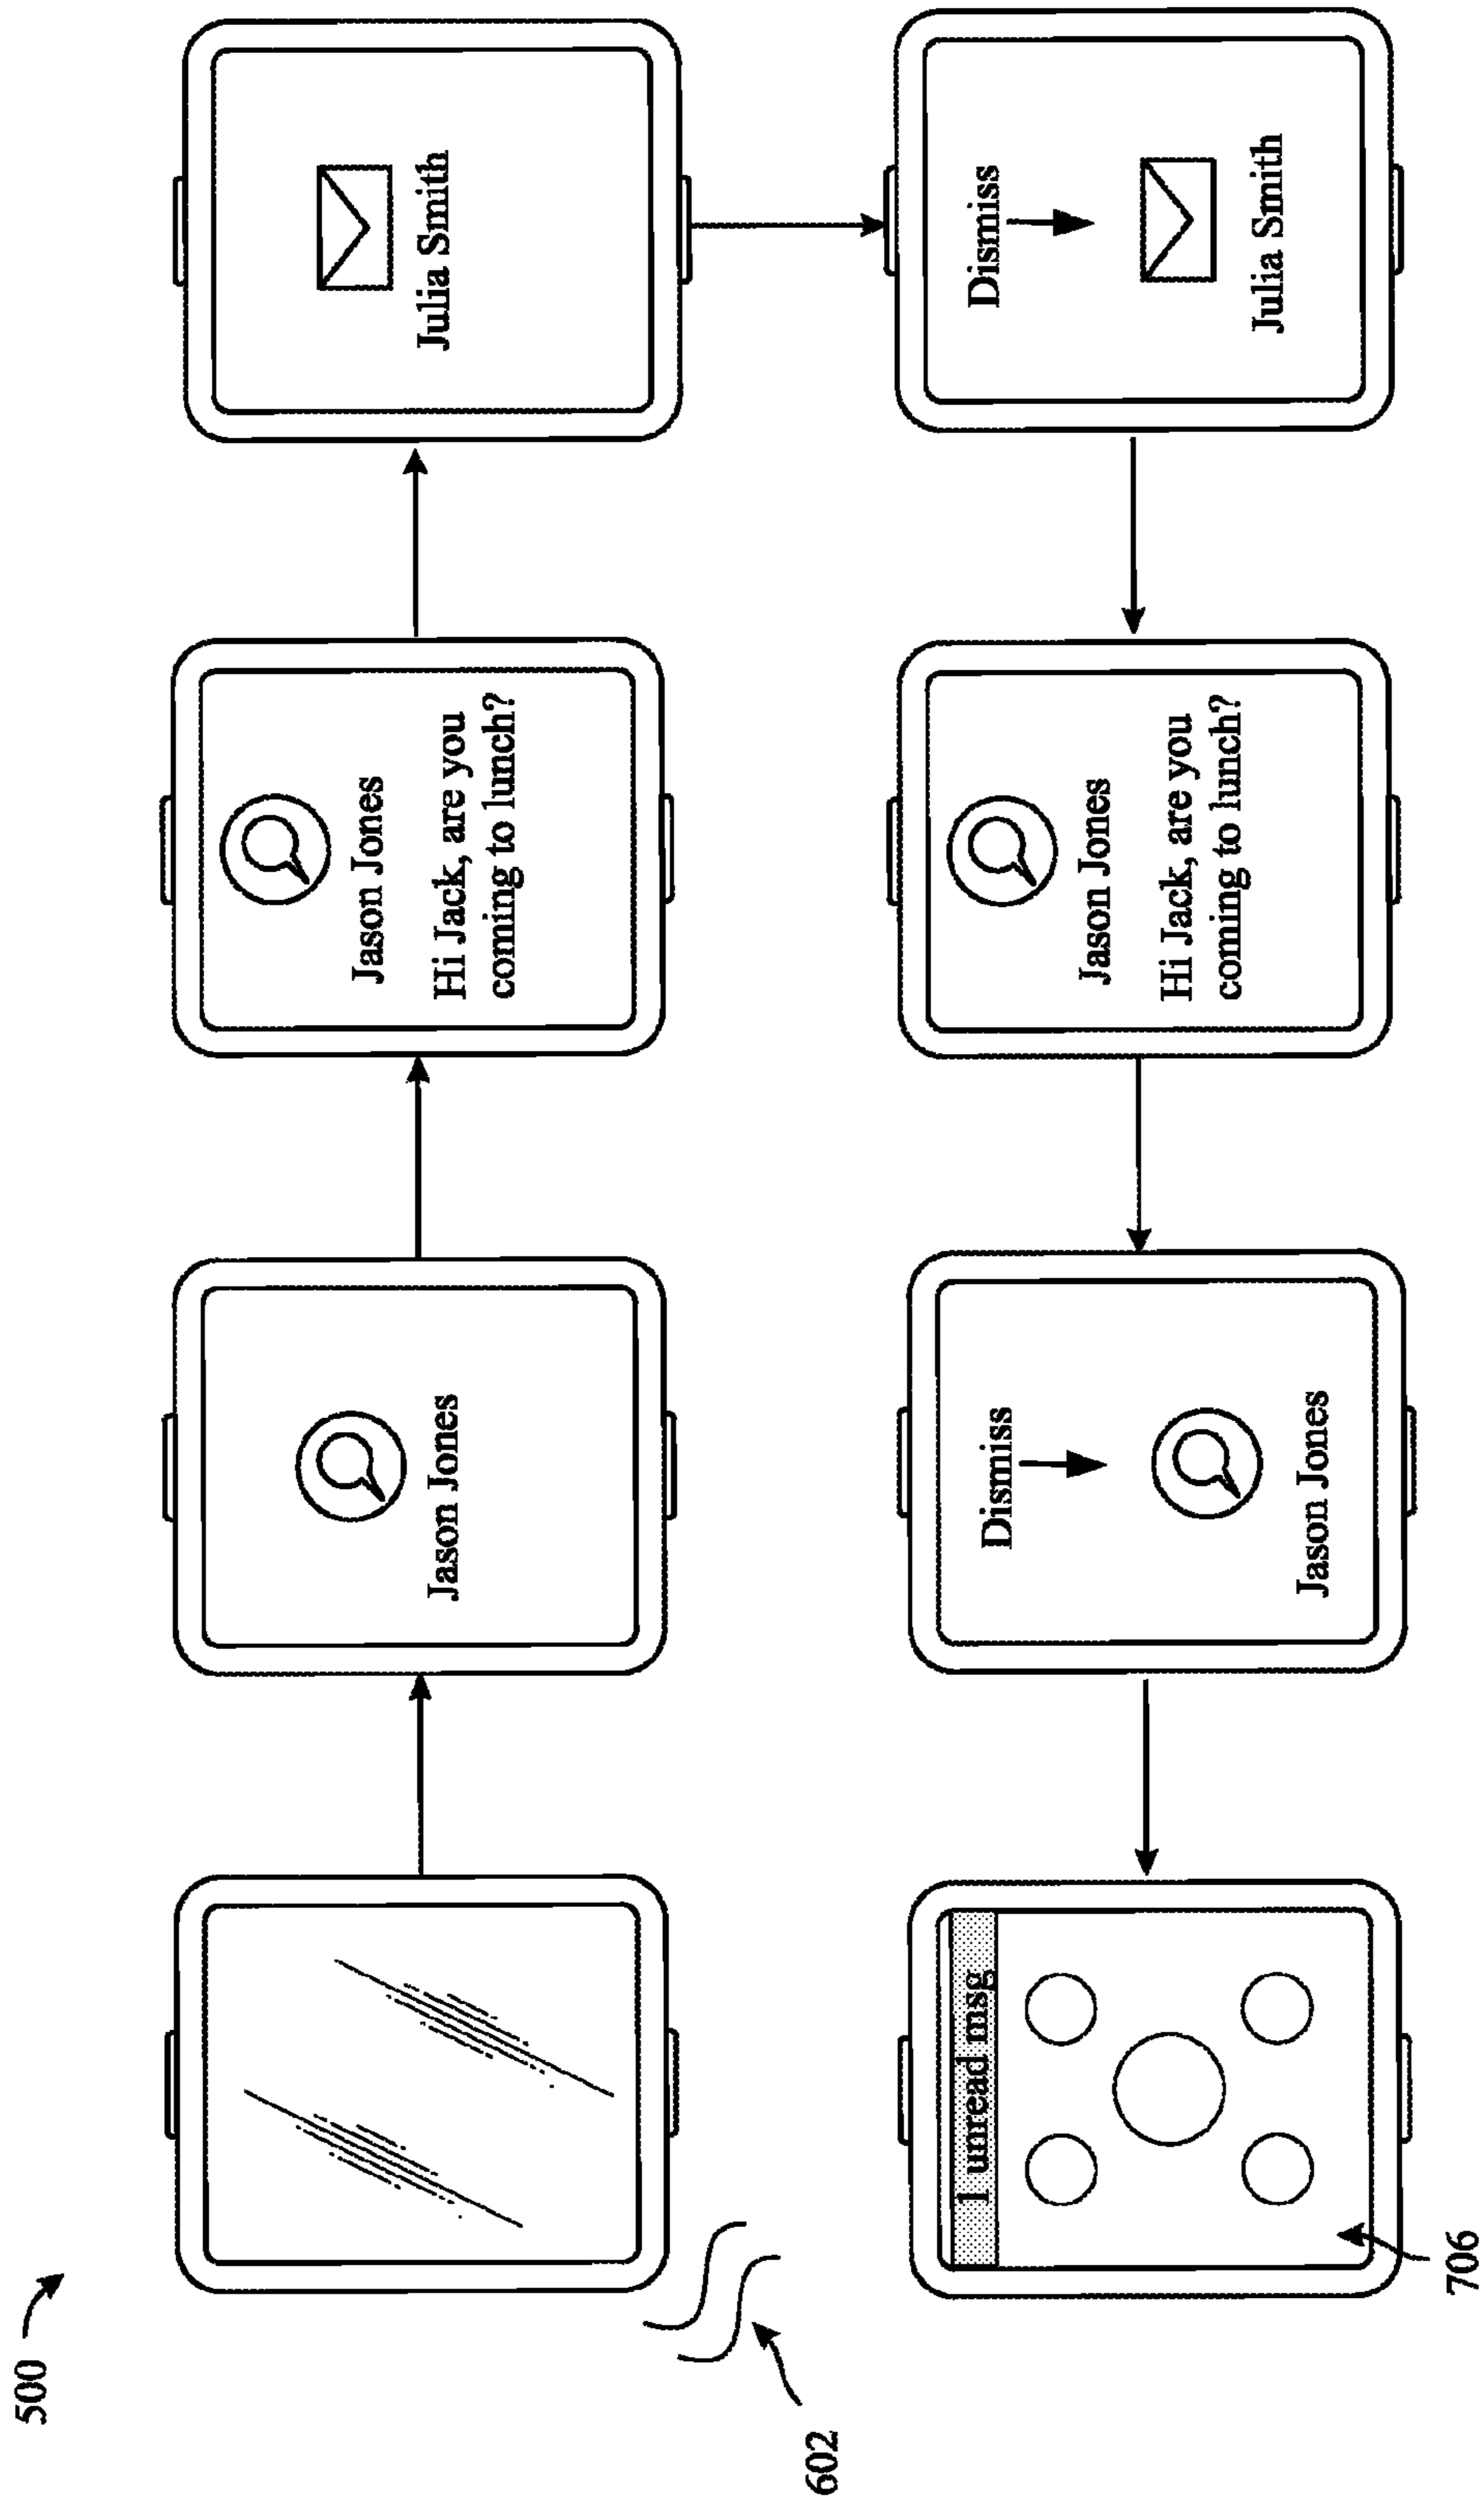 500
602
Jason Jones
Jason Jones
Hi Jack, are you
coming to lunch?
Julia Smith
1 unread msg
706
Dismiss
Jason Jones
Jason Jones
Hi Jack, are you
coming to lunch?
Dismiss
Julia Smith